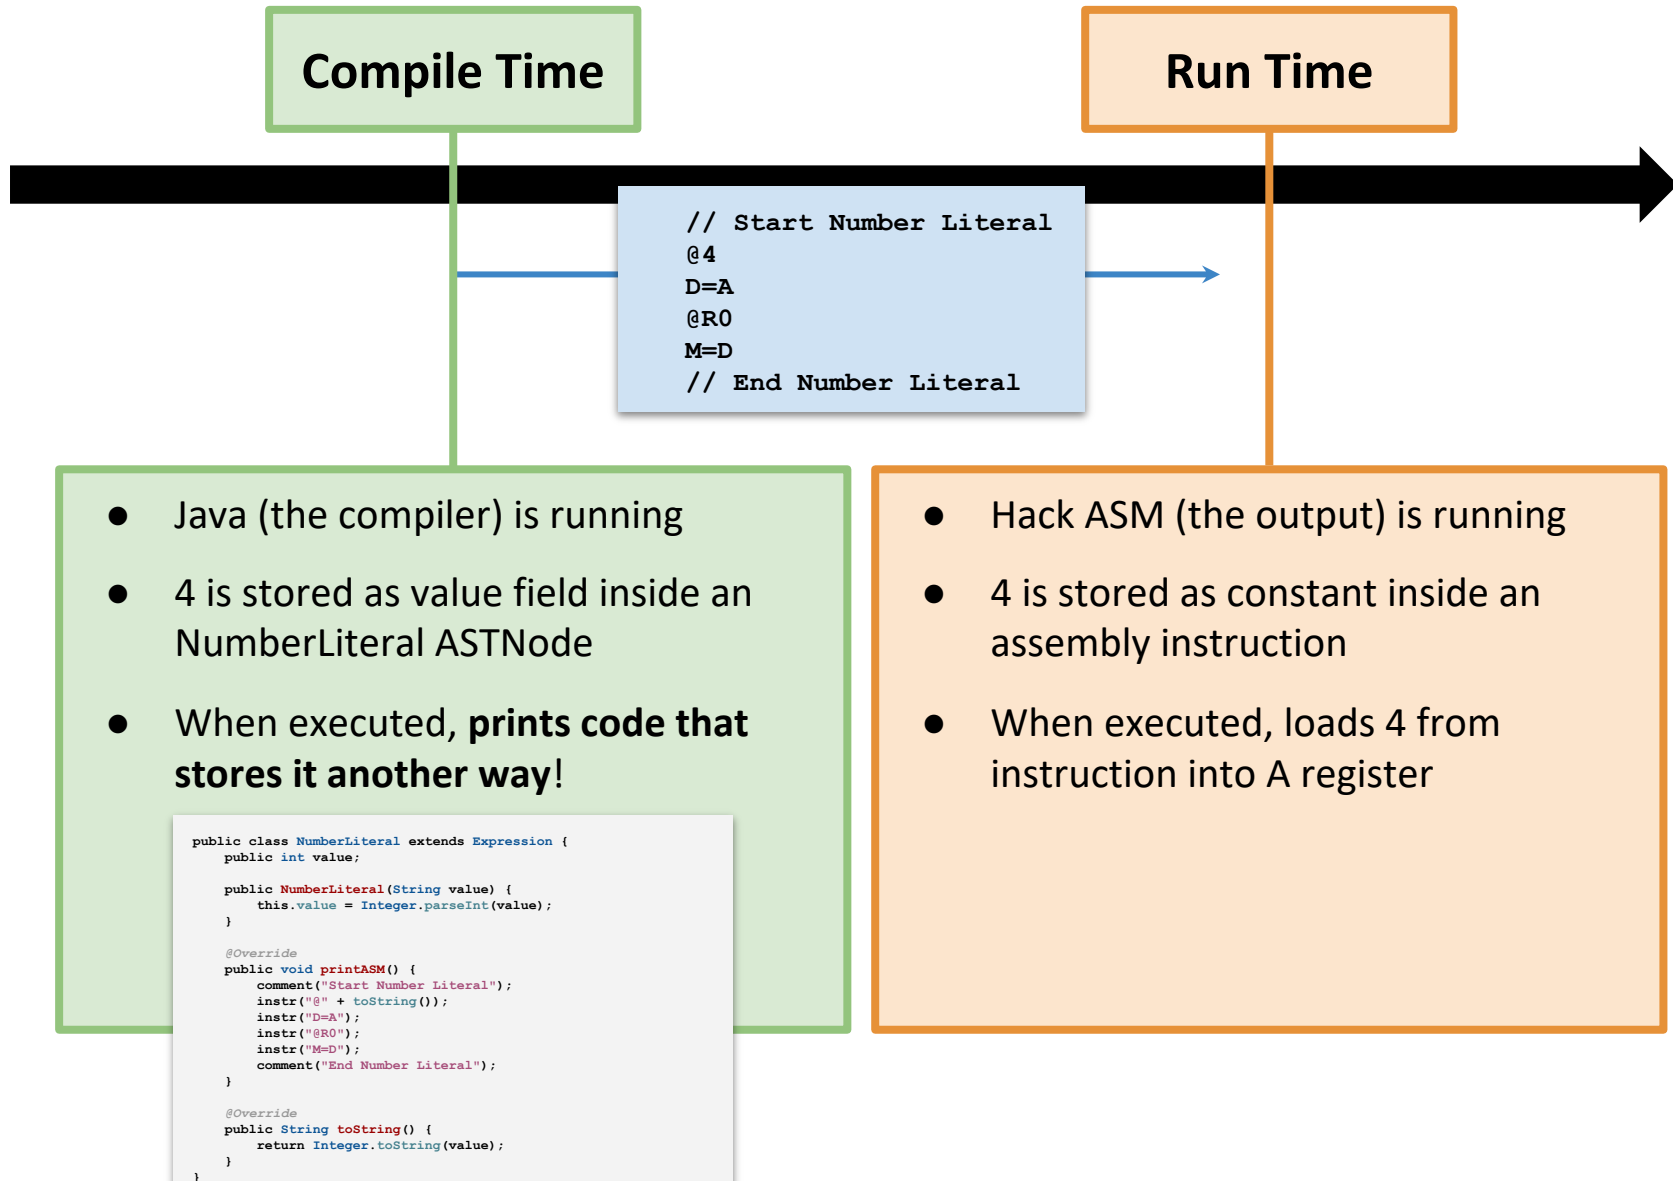 Compile Time
Run Time
// Start Number Literal
@4
D=A
@R0
M=D
// End Number Literal
● Java (the compiler) is running
● 4 is stored as value field inside an
NumberLiteral ASTNode
● When executed, prints code that
stores it another way!
public class NumberLiteral extends Expression {
    public int value;
    public NumberLiteral(String value) {
        this.value = Integer.parseInt(value);
    }
    @Override
    public void printASM() {
        comment("Start Number Literal");
        instr("@" + toString());
        instr("D=A");
        instr("@R0");
        instr("M=D");
        comment("End Number Literal");
    }
    @Override
    public String toString() {
        return Integer.toString(value);
    }
}
● Hack ASM (the output) is running
● 4 is stored as constant inside an
assembly instruction
● When executed, loads 4 from
instruction into A register